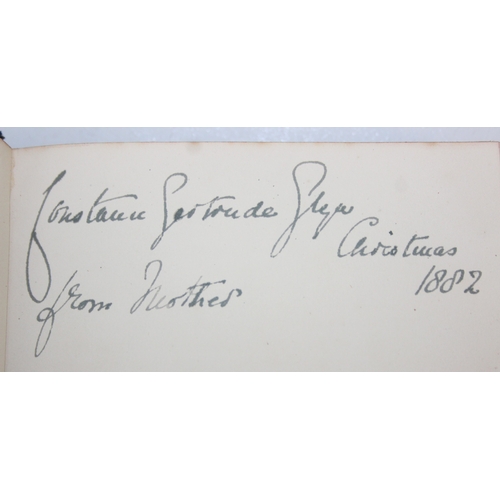 Constance Gertrude Glyn
Christmas
from Mother
1882